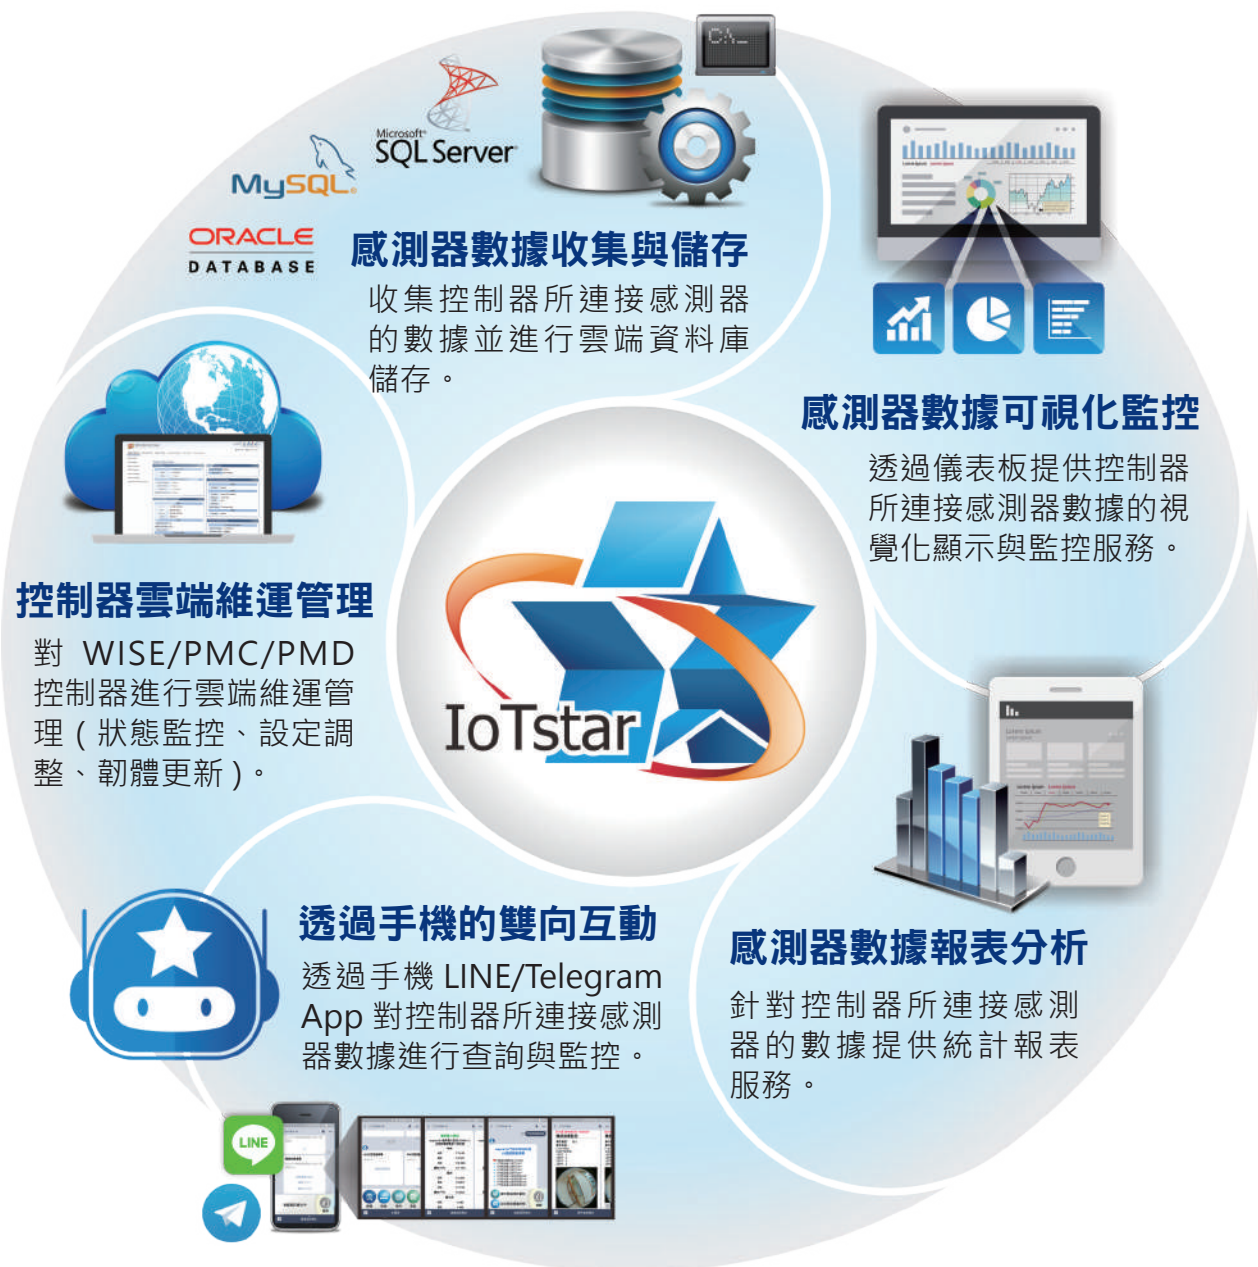 C:\_
Microsoft
SQL Server
MySQL
ORACLE
DATABASE
感測器數據收集與儲存
收集控制器所連接感測器
的數據並進行雲端資料庫
儲存。
感測器數據可視化監控
透過儀表板提供控制器
所連接感測器數據的視
覺化顯示與監控服務。
控制器雲端維運管理
對 WISE/PMC/PMD
控制器進行雲端維運管
理 ( 狀態監控、設定調
整、韌體更新 )。
IoTstar
透過手機的雙向互動
透過手機 LINE/Telegram
App 對控制器所連接感測
器數據進行查詢與監控。
LINE
感測器數據報表分析
針對控制器所連接感測
器的數據提供統計報表
服務。